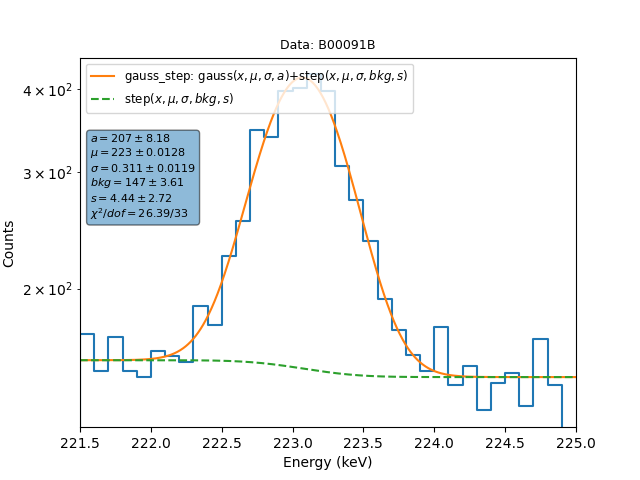 Data: B00091B
gauss_step: gauss(x, μ, σ, a)+step(x, μ, σ, bkg, s)
step(x, μ, σ, bkg, s)
a = 207 ± 8.18
μ = 223 ± 0.0128
σ = 0.311 ± 0.0119
bkg = 147 ± 3.61
s = 4.44 ± 2.72
χ²/dof = 26.39/33
4 × 10²
3 × 10²
2 × 10²
Counts
221.5 222.0 222.5 223.0 223.5 224.0 224.5 225.0
Energy (keV)